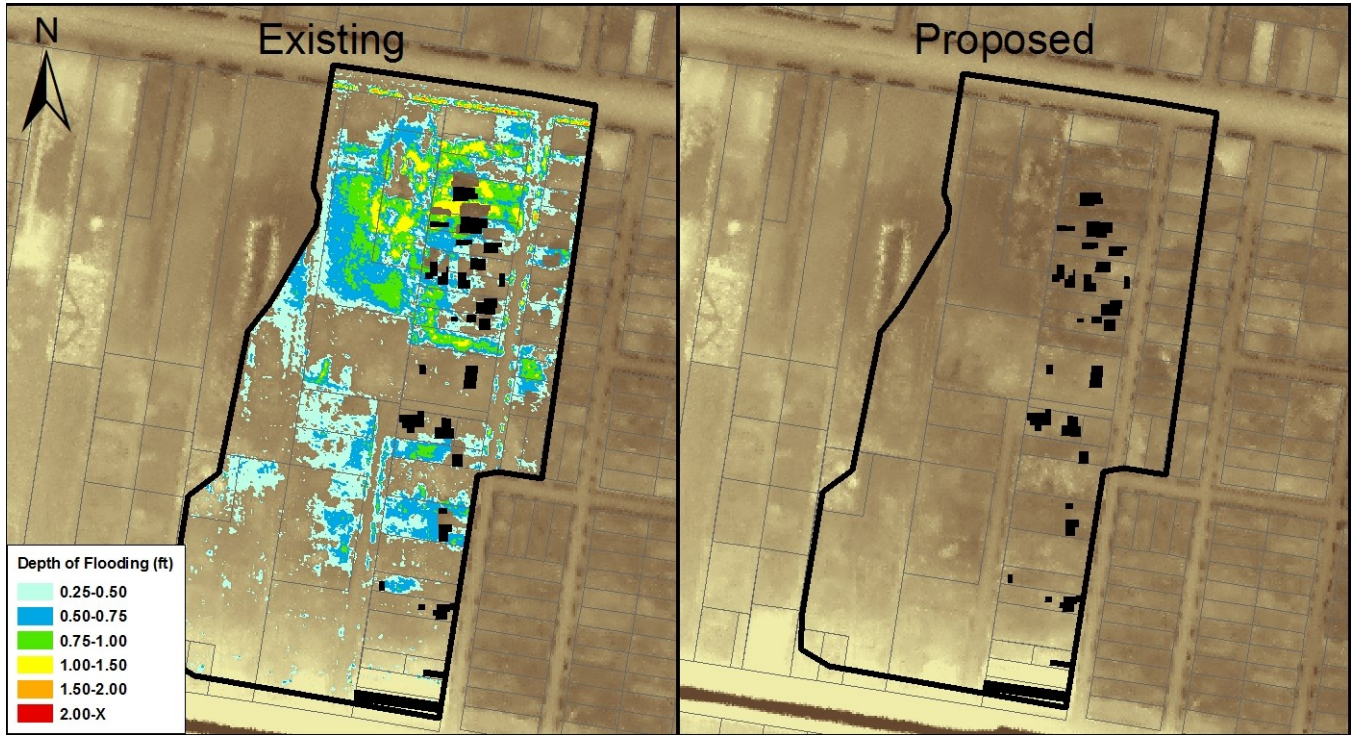 Existing
Proposed
N
Depth of Flooding (ft)
0.25-0.50
0.50-0.75
0.75-1.00
1.00-1.50
1.50-2.00
2.00-X